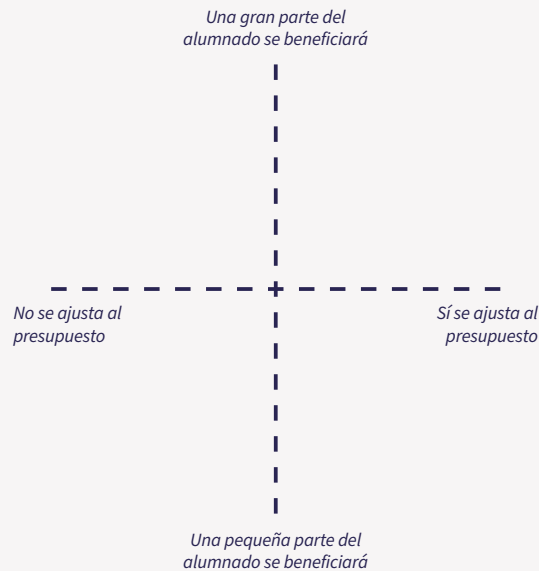 Una gran parte del
alumnado se beneficiará
No se ajusta al
presupuesto
Sí se ajusta al
presupuesto
Una pequeña parte del
alumnado se beneficiará